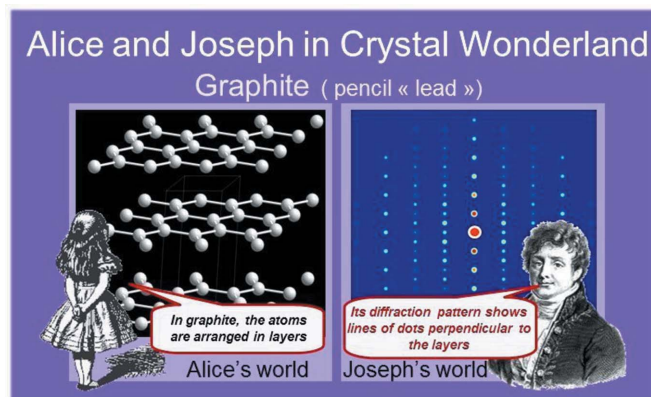 Alice and Joseph in Crystal Wonderland
Graphite ( pencil « lead »)
In graphite, the atoms
are arranged in layers
Its diffraction pattern shows
lines of dots perpendicular to
the layers
Alice's world
Joseph's world